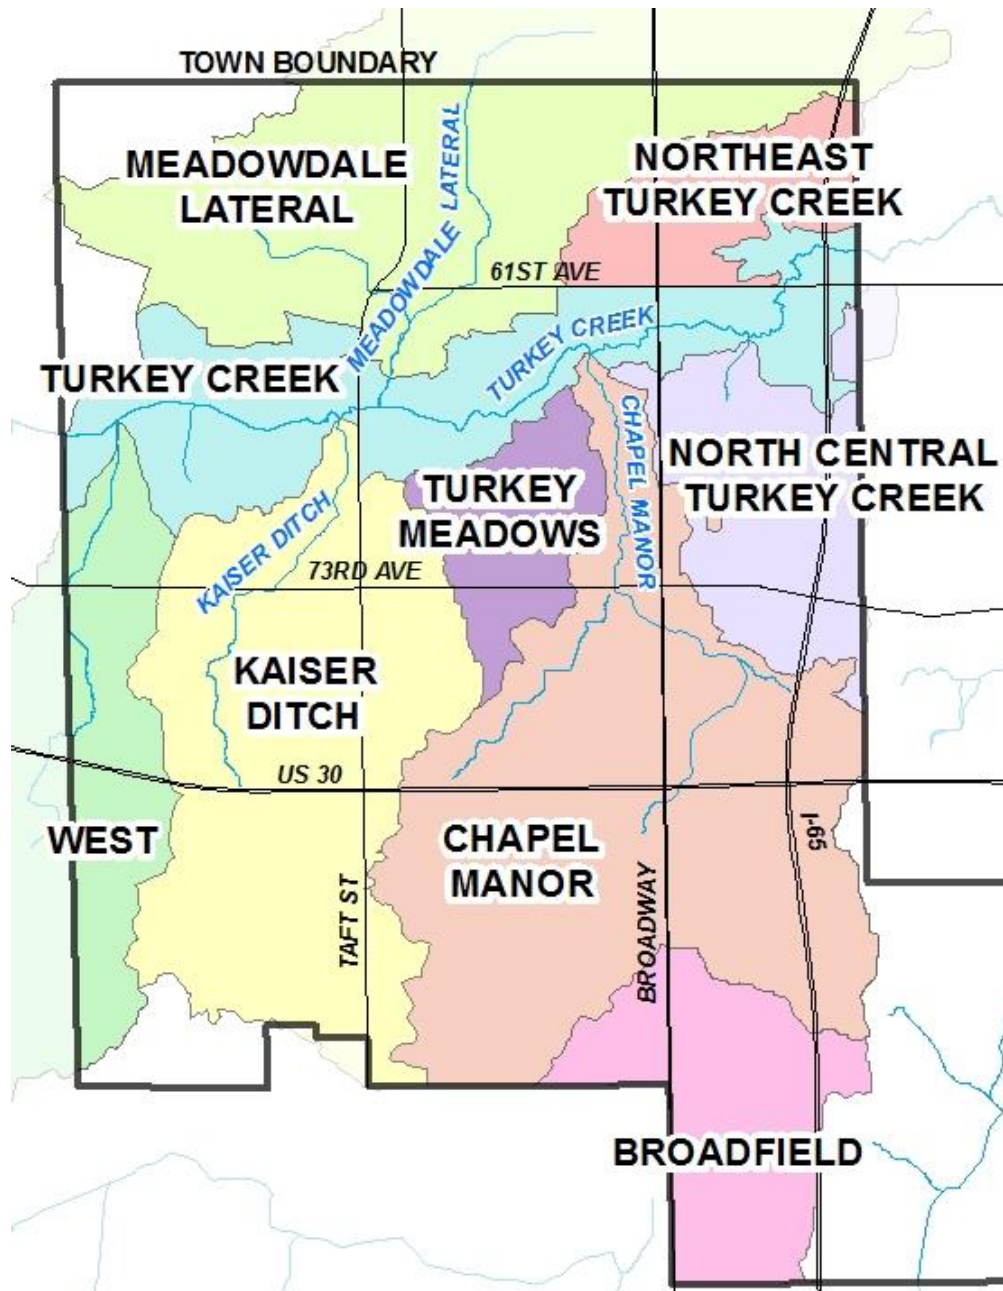 TOWN BOUNDARY
MEADOWDALE
LATERAL
MEADOWDALE LATERAL
NORTHEAST
TURKEY CREEK
61ST AVE
TURKEY CREEK
TURKEY CREEK
CHAPEL MANOR
NORTH CENTRAL
TURKEY CREEK
TURKEY
MEADOWS
KAISER DITCH
73RD AVE
KAISER
DITCH
US 30
WEST
CHAPEL
MANOR
I-65
TAFT ST
BROADWAY
BROADFIELD